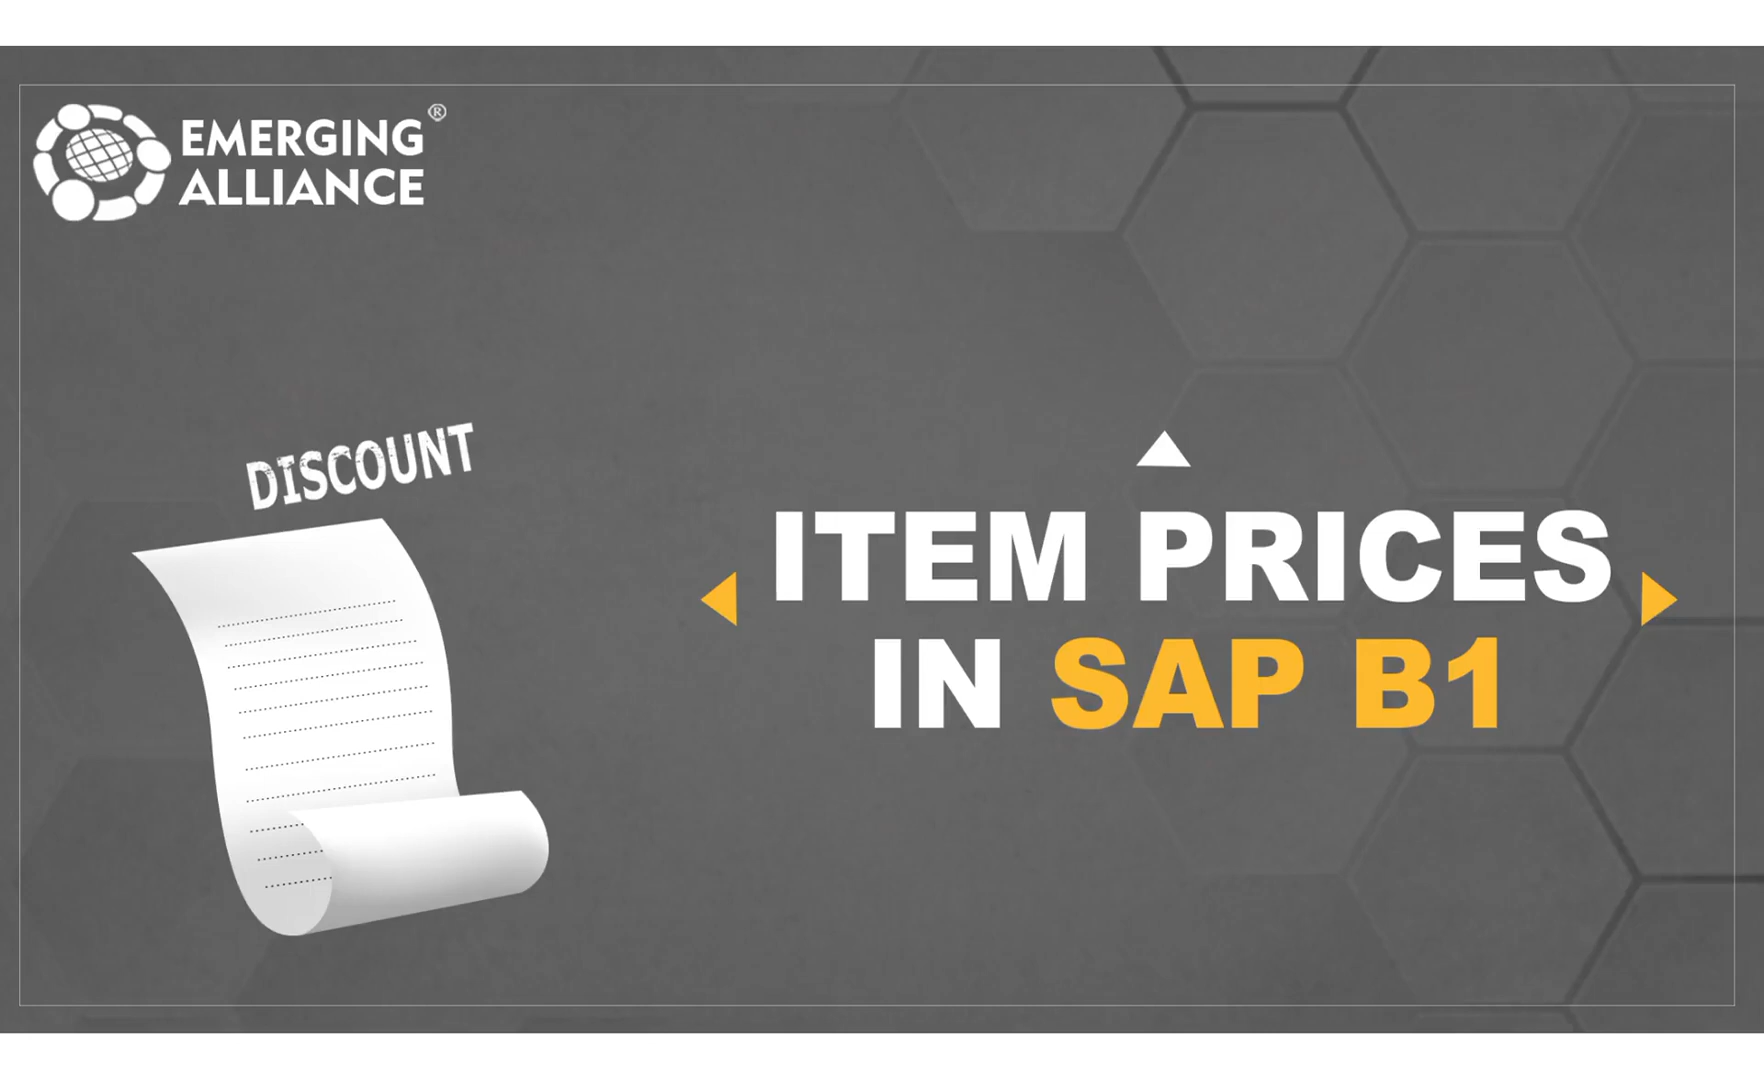 EMERGING ®
ALLIANCE
DISCOUNT
ITEM PRICES
IN SAP B1